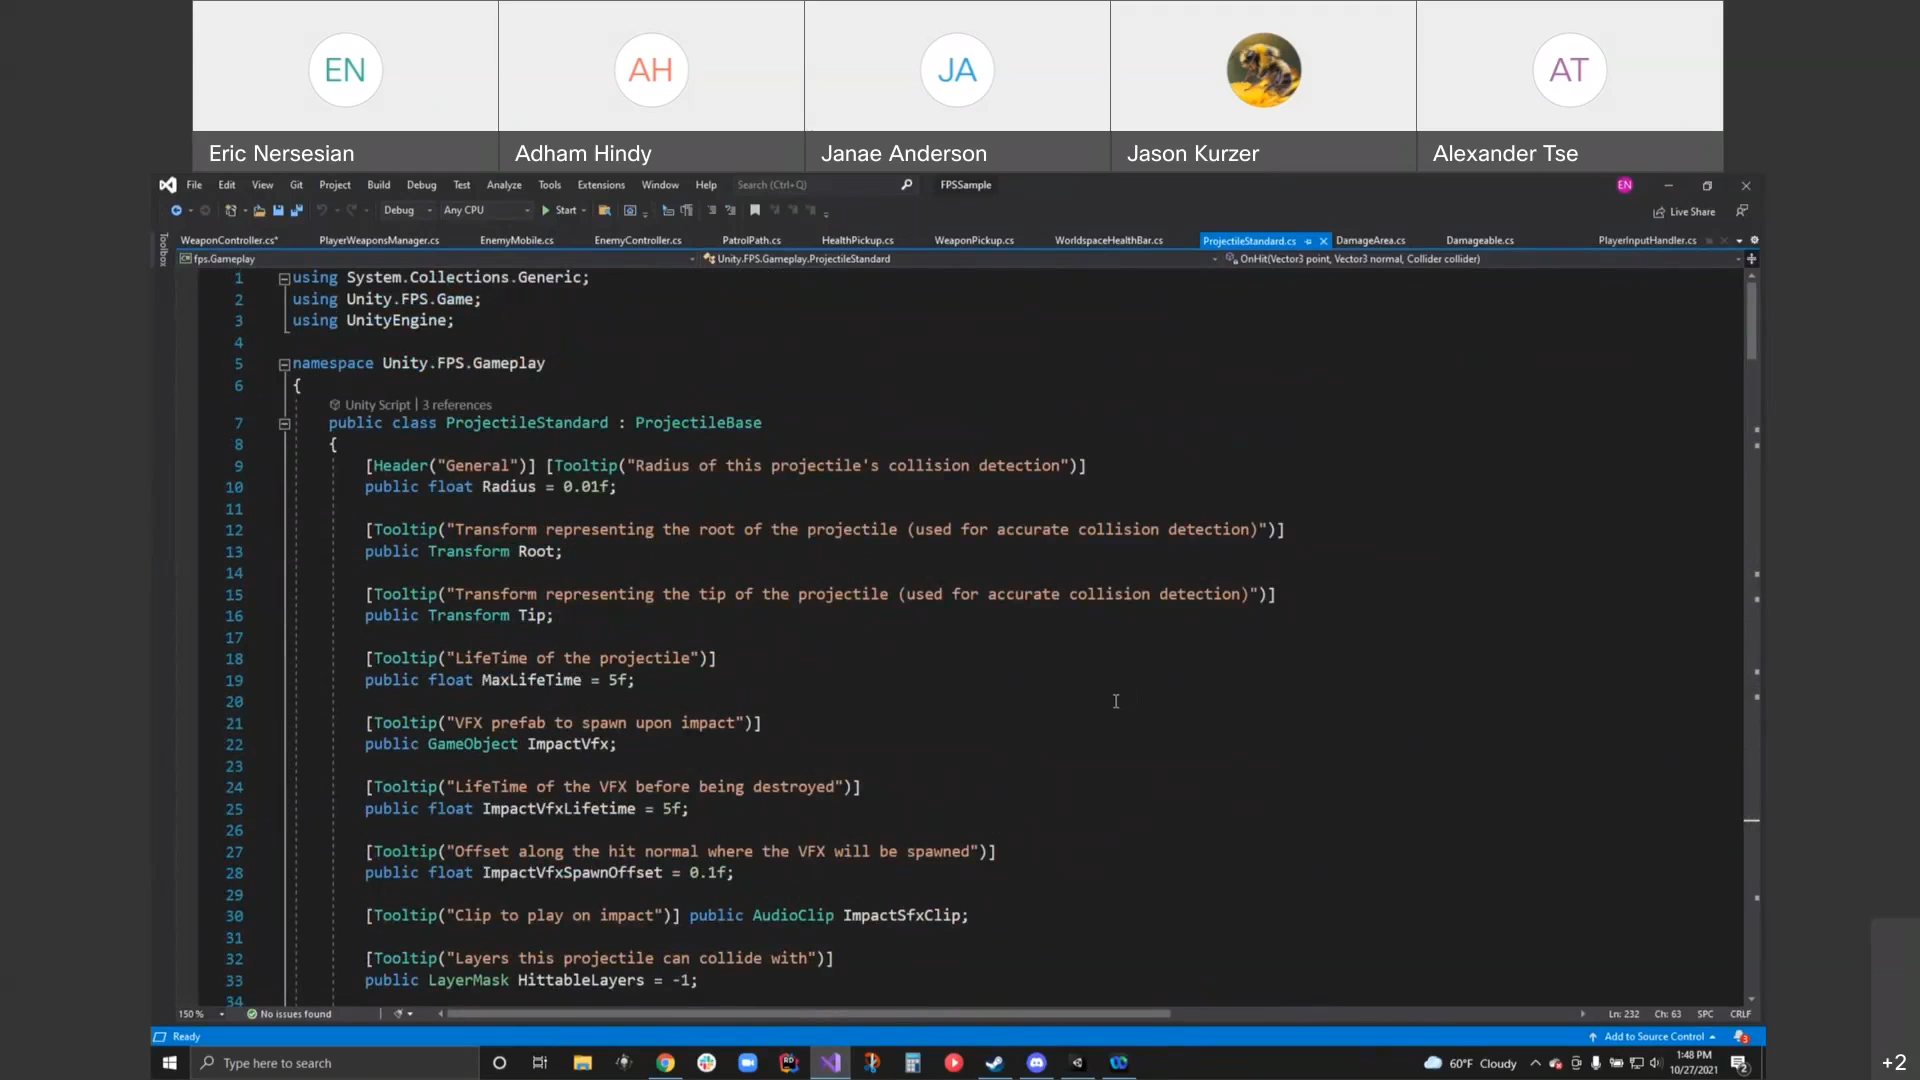 EN
AH
JA
AT
Eric Nersesian
Adham Hindy
Janae Anderson
Jason Kurzer
Alexander Tse
File Edit View Git Project Build Debug Test Analyze Tools Extensions Window Help Search (Ctrl+Q) FPSSample EN
Debug Any CPU Start Live Share
Toolbox
WeaponController.cs* PlayerWeaponsManager.cs EnemyMobile.cs EnemyController.cs PatrolPath.cs HealthPickup.cs WeaponPickup.cs WorldspaceHealthBar.cs ProjectileStandard.cs DamageArea.cs Damageable.cs PlayerInputHandler.cs
fps.Gameplay Unity.FPS.Gameplay.ProjectileStandard OnHit(Vector3 point, Vector3 normal, Collider collider)
1 using System.Collections.Generic;
2 using Unity.FPS.Game;
3 using UnityEngine;
4
5 namespace Unity.FPS.Gameplay
6 {
Unity Script | 3 references
7 public class ProjectileStandard : ProjectileBase
8 {
9 [Header("General")] [Tooltip("Radius of this projectile's collision detection")]
10 public float Radius = 0.01f;
11
12 [Tooltip("Transform representing the root of the projectile (used for accurate collision detection)")]
13 public Transform Root;
14
15 [Tooltip("Transform representing the tip of the projectile (used for accurate collision detection)")]
16 public Transform Tip;
17
18 [Tooltip("LifeTime of the projectile")]
19 public float MaxLifeTime = 5f;
20
21 [Tooltip("VFX prefab to spawn upon impact")]
22 public GameObject ImpactVfx;
23
24 [Tooltip("LifeTime of the VFX before being destroyed")]
25 public float ImpactVfxLifetime = 5f;
26
27 [Tooltip("Offset along the hit normal where the VFX will be spawned")]
28 public float ImpactVfxSpawnOffset = 0.1f;
29
30 [Tooltip("Clip to play on impact")] public AudioClip ImpactSfxClip;
31
32 [Tooltip("Layers this projectile can collide with")]
33 public LayerMask HittableLayers = -1;
34
150 % No issues found Ln: 232 Ch: 63 SPC CRLF
Ready Add to Source Control 3
Type here to search 60°F Cloudy 1:48 PM
10/27/2021 2
+2